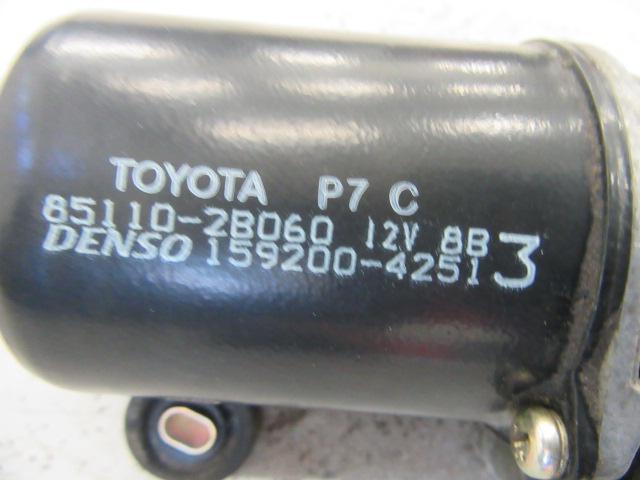 TOYOTA P7 C
85110-2B060 12V 8B
DENSO 159200-4251 3